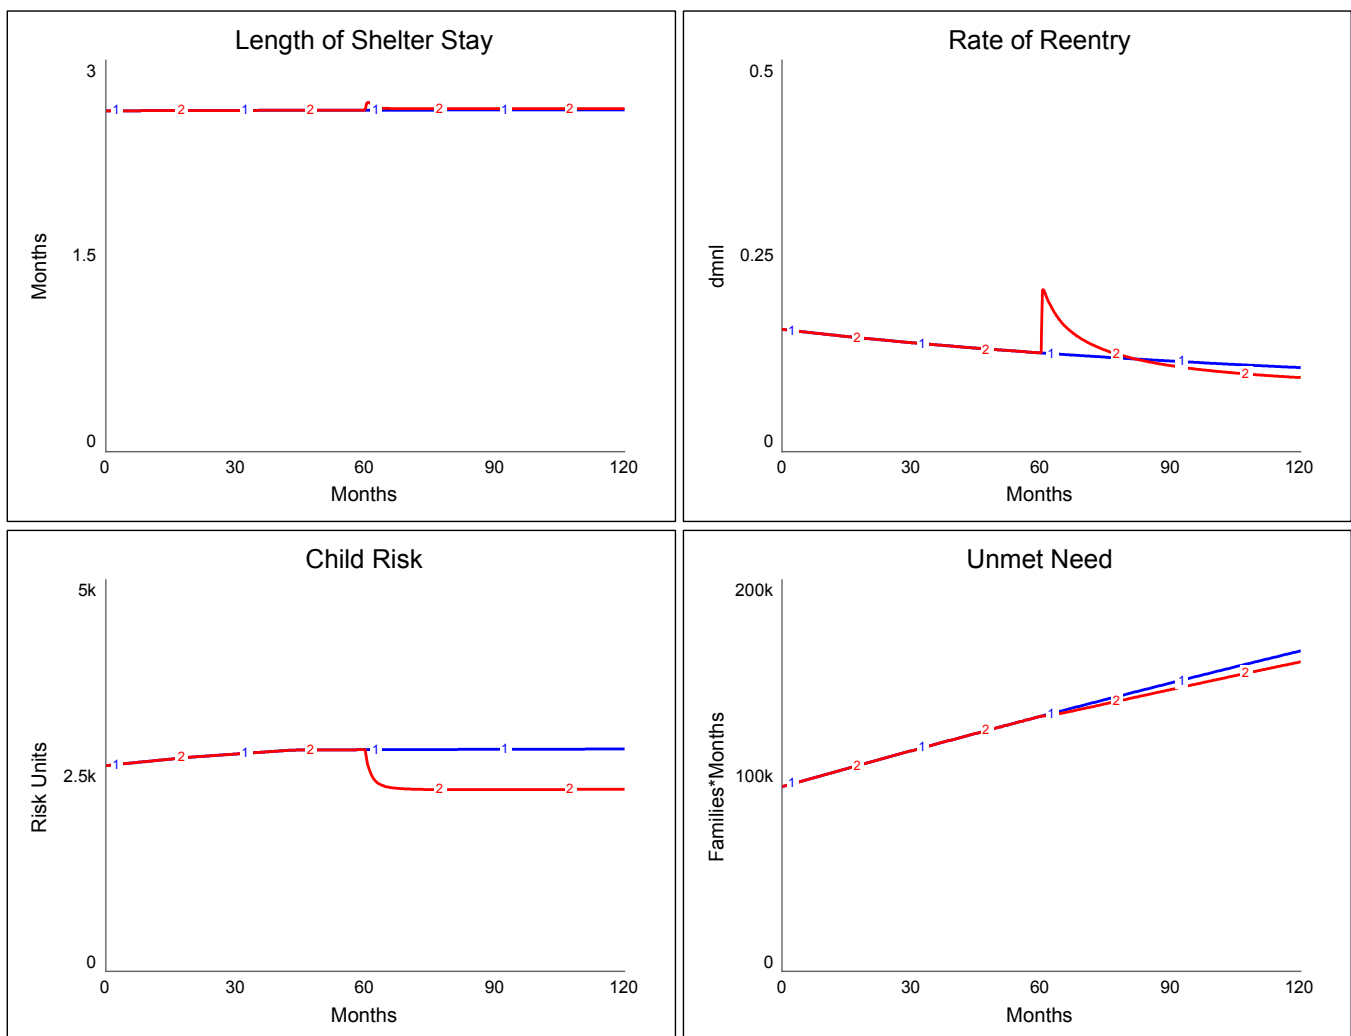 Length of Shelter Stay
3
1.5
0
Months
1 2 1 2 1 2 1 2
0 30 60 90 120
Months
Rate of Reentry
0.5
0.25
0
dmnl
1 2 1 2 1 2 1 2
0 30 60 90 120
Months
Child Risk
5k
2.5k
0
Risk Units
1 2 1 2 1 2 1 2
0 30 60 90 120
Months
Unmet Need
200k
100k
0
Families*Months
1 2 1 2 1 2 1 2
0 30 60 90 120
Months